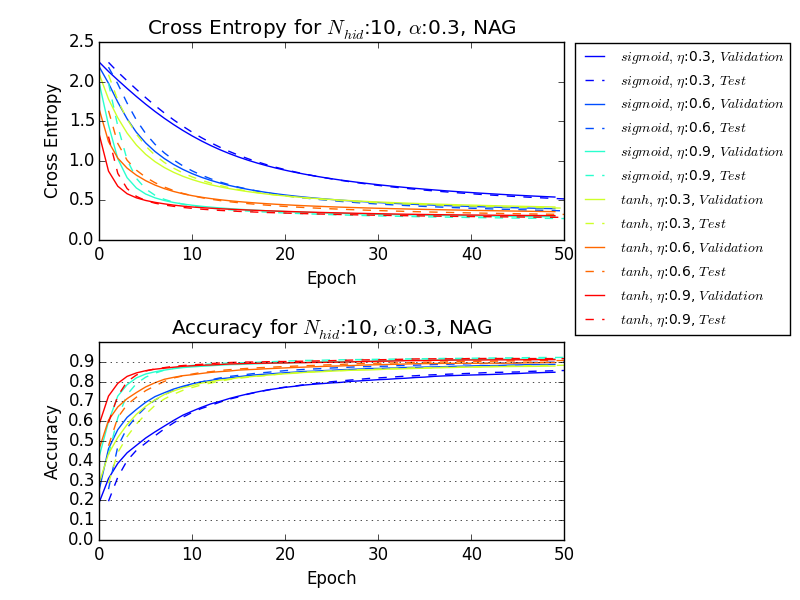 Cross Entropy for N_hid:10, α:0.3, NAG
2.5
2.0
1.5
1.0
0.5
0.0
Cross Entropy
0 10 20 30 40 50
Epoch
sigmoid, η:0.3, Validation
sigmoid, η:0.3, Test
sigmoid, η:0.6, Validation
sigmoid, η:0.6, Test
sigmoid, η:0.9, Validation
sigmoid, η:0.9, Test
tanh, η:0.3, Validation
tanh, η:0.3, Test
tanh, η:0.6, Validation
tanh, η:0.6, Test
tanh, η:0.9, Validation
tanh, η:0.9, Test
Accuracy for N_hid:10, α:0.3, NAG
0.9
0.8
0.7
0.6
0.5
0.4
0.3
0.2
0.1
0.0
Accuracy
0 10 20 30 40 50
Epoch